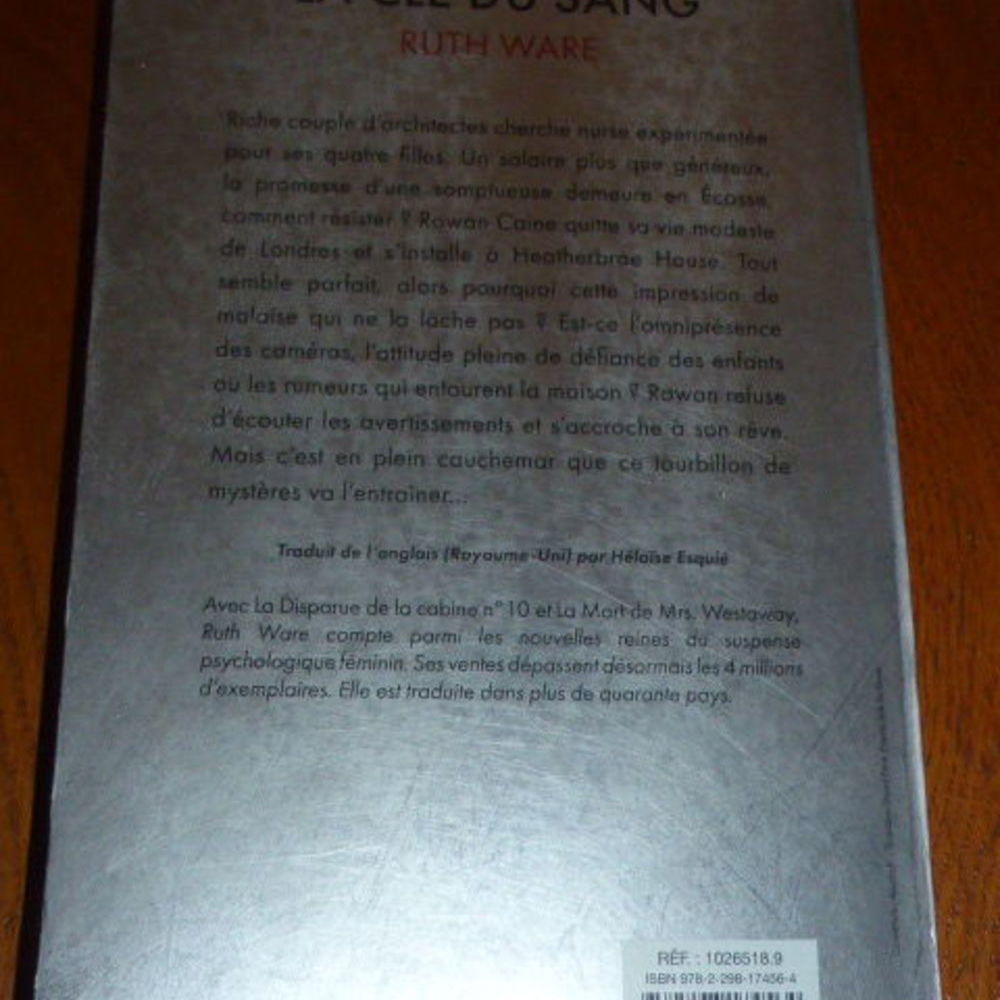 LA CLÉ DU SANG
RUTH WARE
Riche couple d'architectes cherche nurse expérimentée
pour ses quatre filles. Un salaire plus que généreux,
la promesse d'une somptueuse demeure en Écosse,
comment résister ? Rowan Caine quitte sa vie modeste
de Londres et s'installe à Heatherbrae House. Tout
semble parfait, alors pourquoi cette impression de
malaise qui ne la lâche pas ? Est-ce l'omniprésence
des caméras, l'attitude pleine de défiance des enfants
ou les rumeurs qui entourent la maison ? Rowan refuse
d'écouter les avertissements et s'accroche à son rêve.
Mais c'est en plein cauchemar que ce tourbillon de
mystères va l'entraîner...
Traduit de l'anglais (Royaume-Uni) par Héloïse Esquié
Avec La Disparue de la cabine n° 10 et La Mort de Mrs. Westaway,
Ruth Ware compte parmi les nouvelles reines du suspense
psychologique féminin. Ses ventes dépassent désormais les 4 millions
d'exemplaires. Elle est traduite dans plus de quarante pays.
RÉF. : 1026518.9
ISBN 978-2-298-17456-4